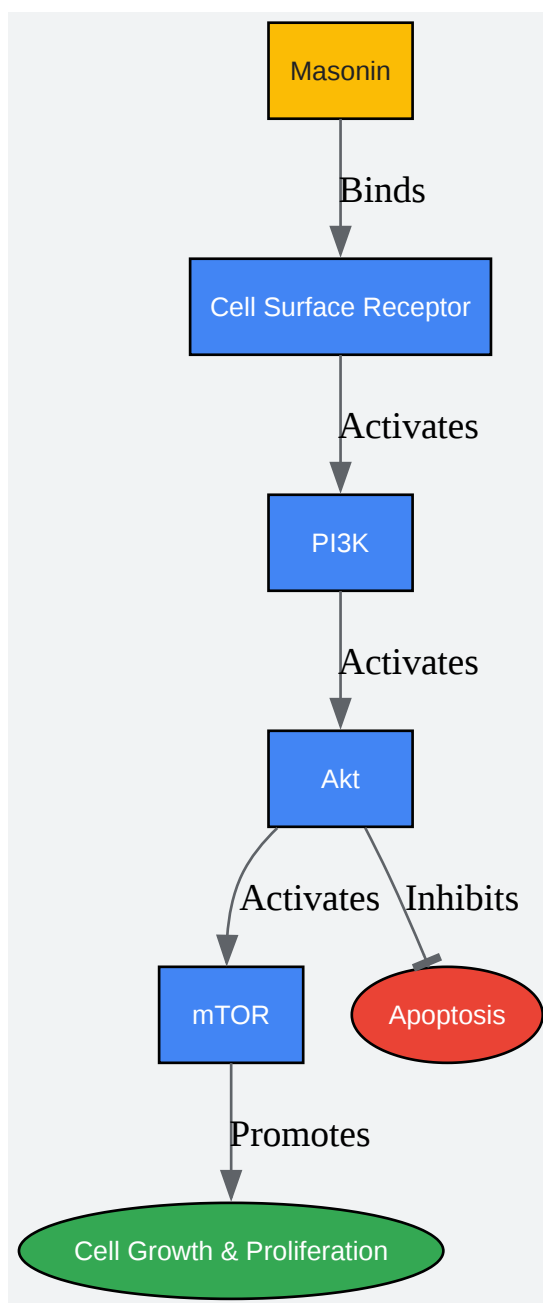 Masonin
Binds
Cell Surface Receptor
Activates
PI3K
Activates
Akt
Activates
Inhibits
mTOR
Apoptosis
Promotes
Cell Growth & Proliferation